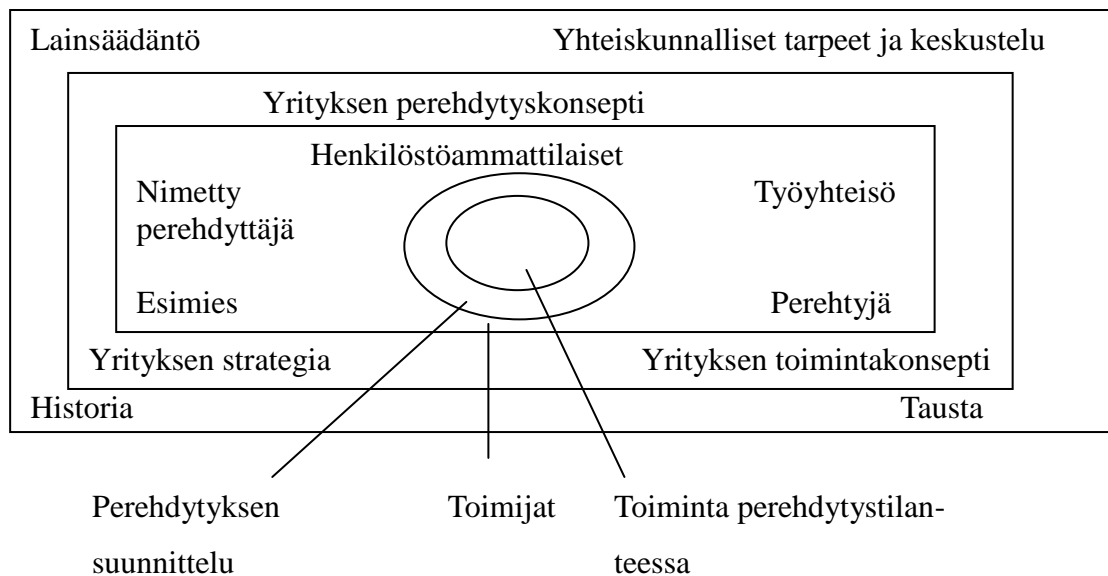 Lainsäädäntö
Yhteiskunnalliset tarpeet ja keskustelu
Yrityksen perehdytyskonsepti
Henkilöstöammattilaiset
Nimetty
perehdyttäjä
Työyhteisö
Esimies
Perehtyjä
Yrityksen strategia
Yrityksen toimintakonsepti
Historia
Tausta
Perehdytyksen
suunnittelu
Toimijat
Toiminta perehdytystilan-
teessa